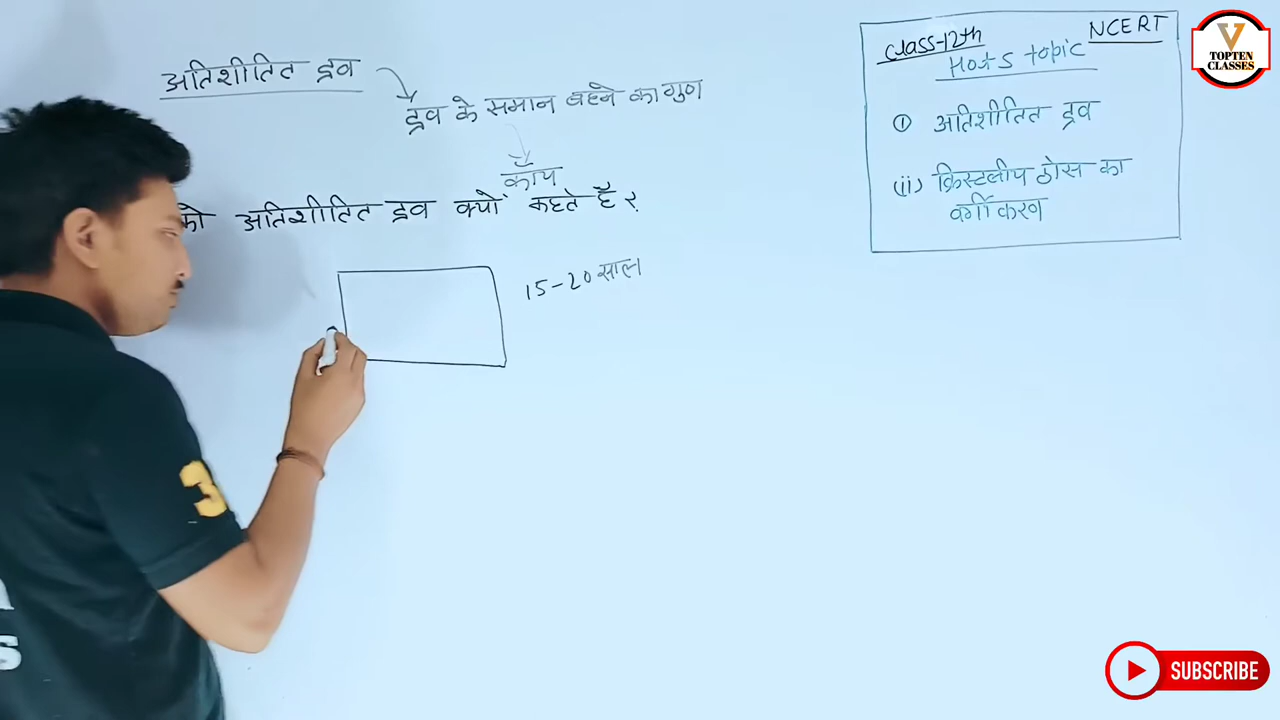 अतिशीतित द्रव
द्रव के समान बहने का गुण
काँच
को अतिशीतित द्रव क्यों कहते है ?
15-20 साल
Class-12th NCERT
Hots topic
① अतिशीतित द्रव
(ii) क्रिस्टलीय ठोस का
वर्गीकरण
V
TOPTEN
CLASSES
3
SUBSCRIBE